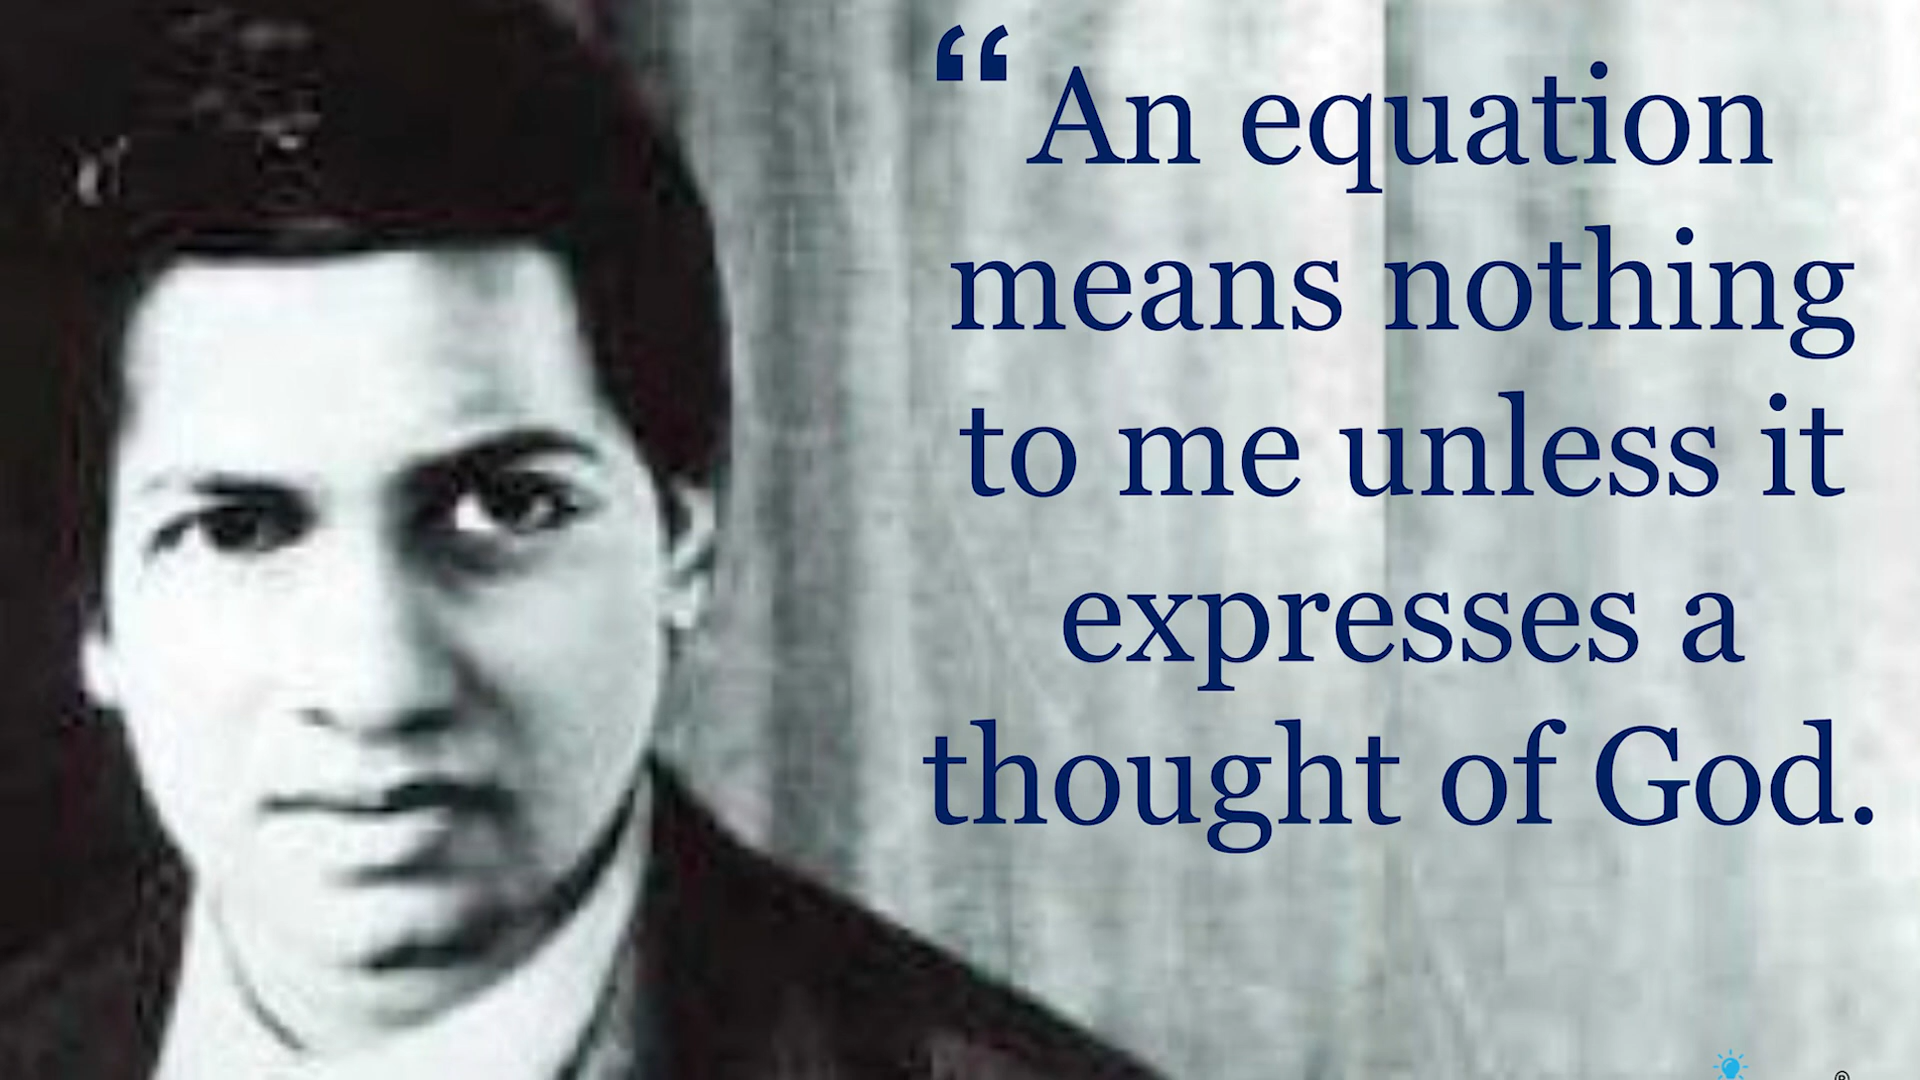 “ An equation
means nothing
to me unless it
expresses a
thought of God.
®